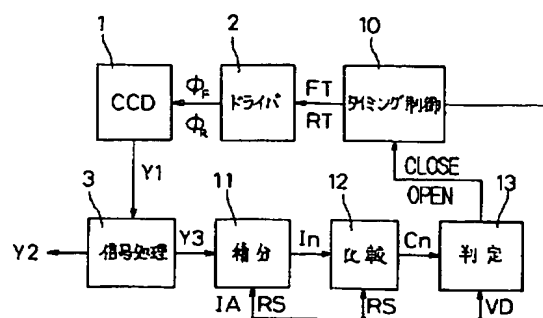 1
2
10
CCD
ΦF
ΦR
ドライバ
FT
RT
タイミング制御
CLOSE
OPEN
Y1
3
11
12
13
Y2
信号処理
Y3
積分
In
比較
Cn
判定
IA
RS
RS
VD